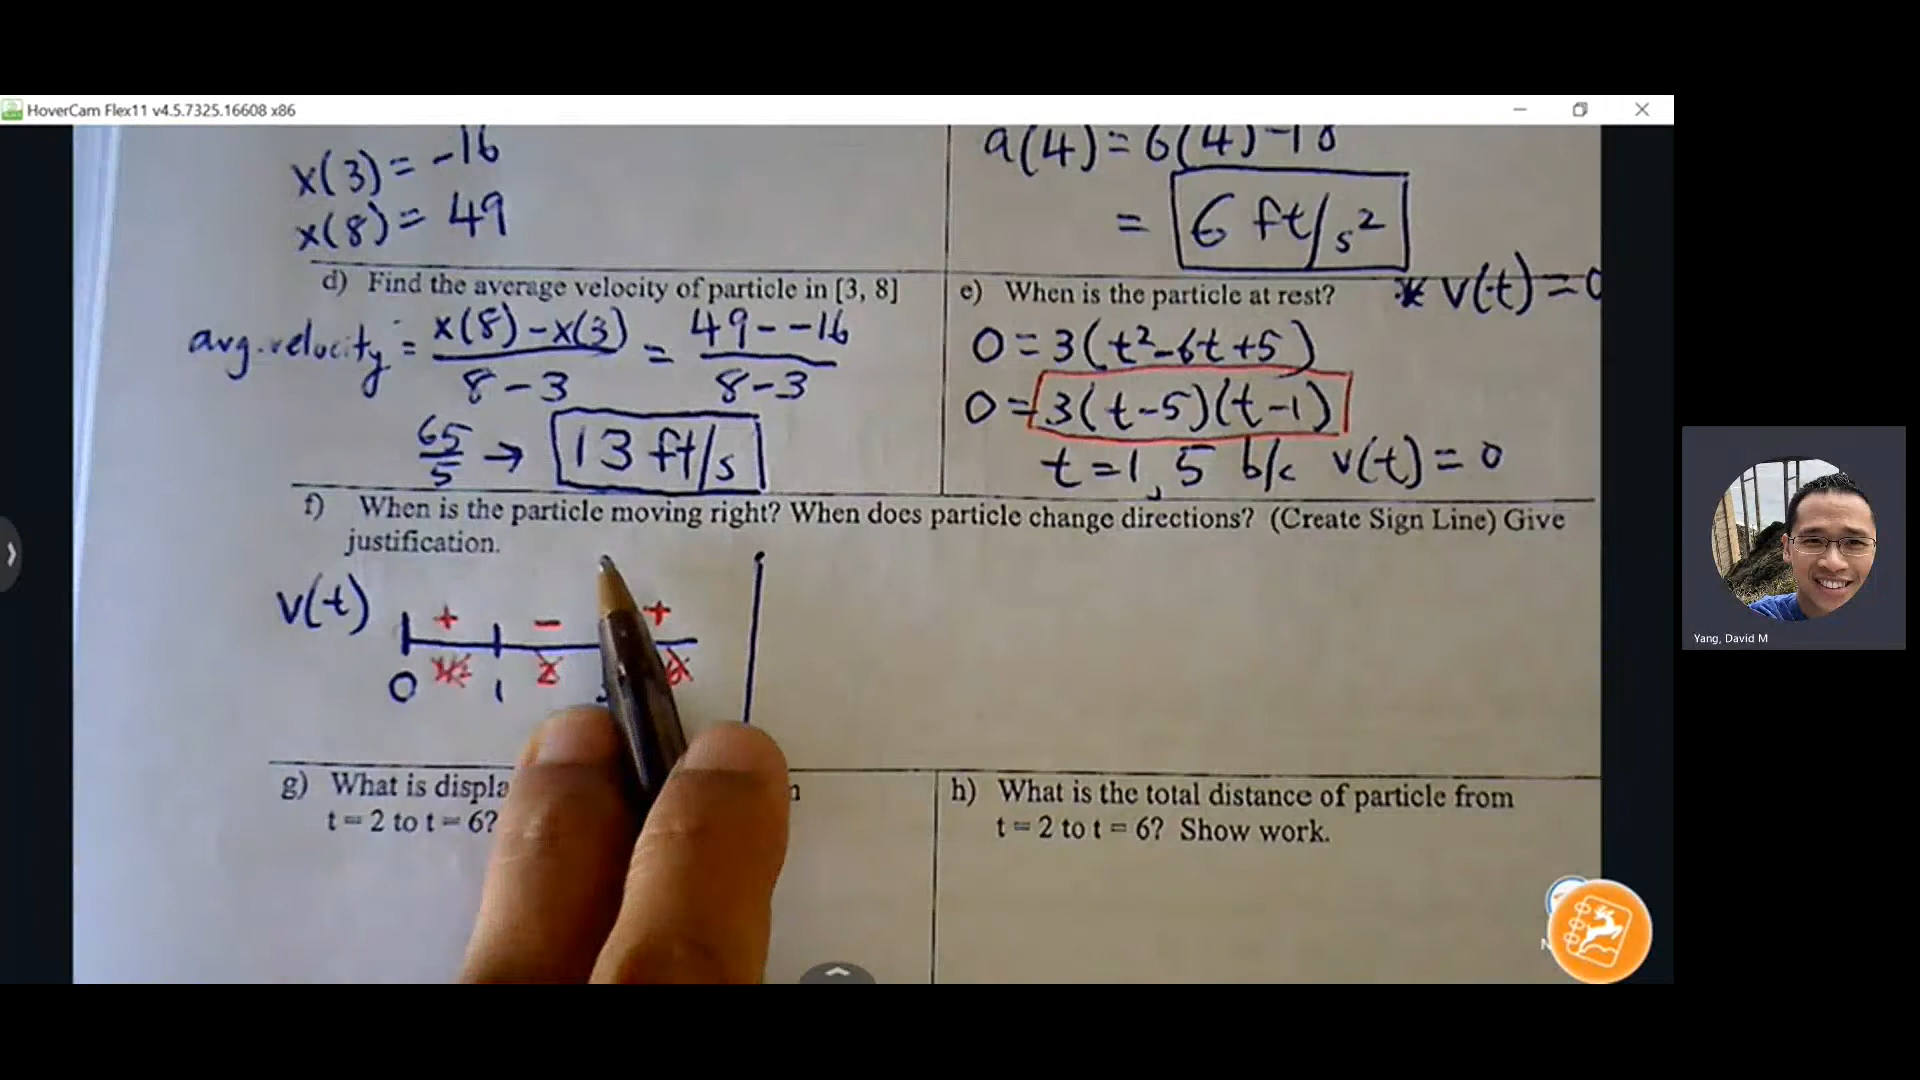 HoverCam Flex11 v4.5.7325.16608 x86
x(3) = -16
x(8) = 49
a(4) = 6(4) -18
= 6 ft/s²
d) Find the average velocity of particle in [3, 8]
avg. velocity = x(8) - x(3) / 8 - 3 = 49 - -16 / 8 - 3
65/5 → 13 ft/s
e) When is the particle at rest? * v(t) = 0
0 = 3(t² - 6t + 5)
0 = 3(t - 5)(t - 1)
t = 1, 5 b/c v(t) = 0
f) When is the particle moving right? When does particle change directions? (Create Sign Line) Give
justification.
v(t) + - +
0 1
g) What is
t = 2 to t = 6?
h) What is the total distance of particle from
t = 2 to t = 6? Show work.
Yang, David M